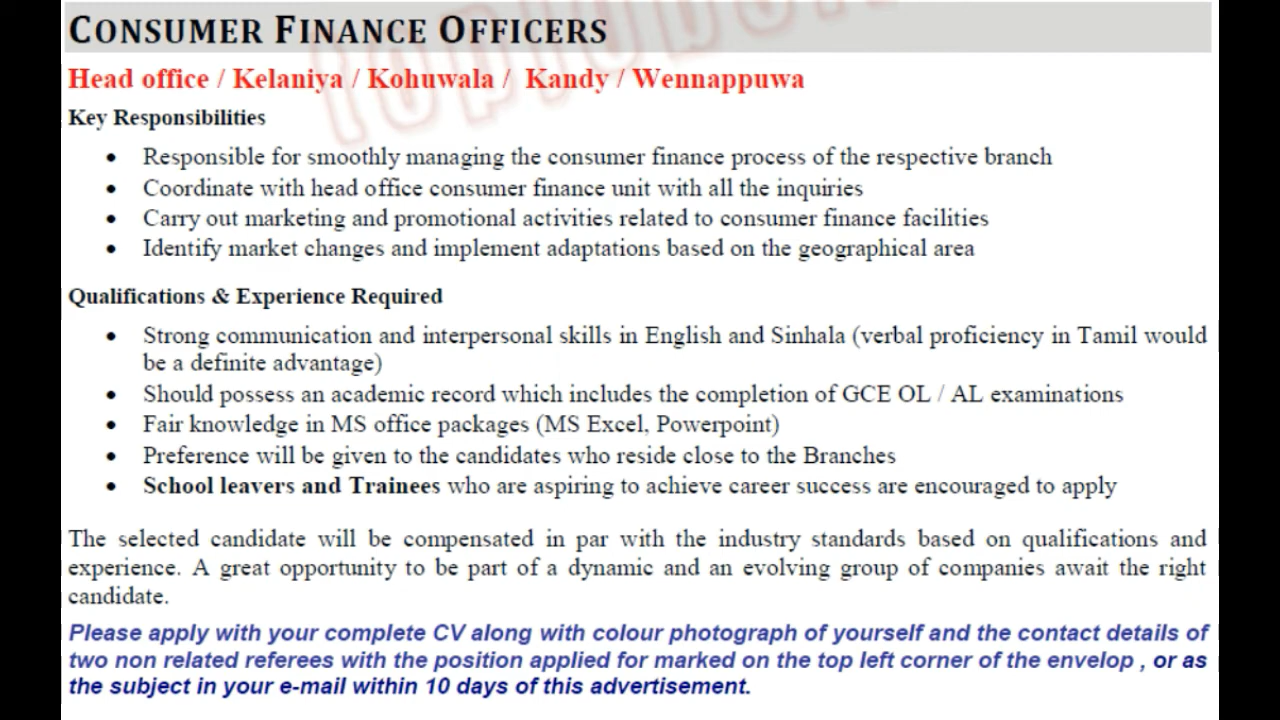 CONSUMER FINANCE OFFICERS
Head office / Kelaniya / Kohuwala / Kandy / Wennappuwa
Key Responsibilities
• Responsible for smoothly managing the consumer finance process of the respective branch
• Coordinate with head office consumer finance unit with all the inquiries
• Carry out marketing and promotional activities related to consumer finance facilities
• Identify market changes and implement adaptations based on the geographical area
Qualifications & Experience Required
• Strong communication and interpersonal skills in English and Sinhala (verbal proficiency in Tamil would
be a definite advantage)
• Should possess an academic record which includes the completion of GCE OL / AL examinations
• Fair knowledge in MS office packages (MS Excel, Powerpoint)
• Preference will be given to the candidates who reside close to the Branches
• School leavers and Trainees who are aspiring to achieve career success are encouraged to apply
The selected candidate will be compensated in par with the industry standards based on qualifications and
experience. A great opportunity to be part of a dynamic and an evolving group of companies await the right
candidate.
Please apply with your complete CV along with colour photograph of yourself and the contact details of
two non related referees with the position applied for marked on the top left corner of the envelop , or as
the subject in your e-mail within 10 days of this advertisement.